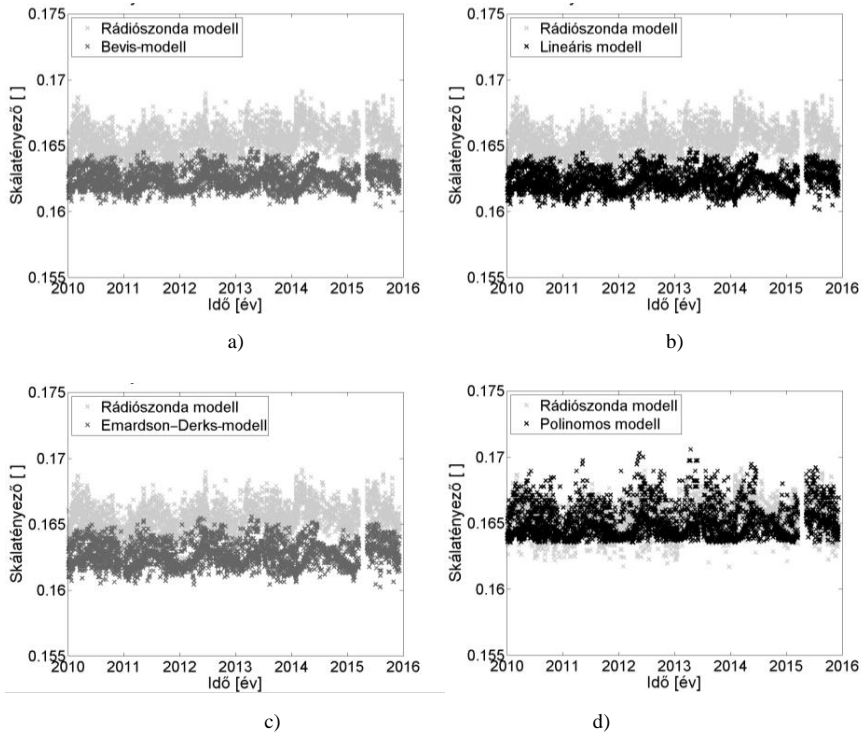 0.175
Rádiószonda modell
Bevis-modell
0.17
0.165
0.16
0.155
Skálatényező [ ]
2010 2011 2012 2013 2014 2015 2016
Idő [év]
a)
0.175
Rádiószonda modell
Lineáris modell
0.17
0.165
0.16
0.155
Skálatényező [ ]
2010 2011 2012 2013 2014 2015 2016
Idő [év]
b)
0.175
Rádiószonda modell
Emardson–Derks-modell
0.17
0.165
0.16
0.155
Skálatényező [ ]
2010 2011 2012 2013 2014 2015 2016
Idő [év]
c)
0.175
Rádiószonda modell
Polinomos modell
0.17
0.165
0.16
0.155
Skálatényező [ ]
2010 2011 2012 2013 2014 2015 2016
Idő [év]
d)